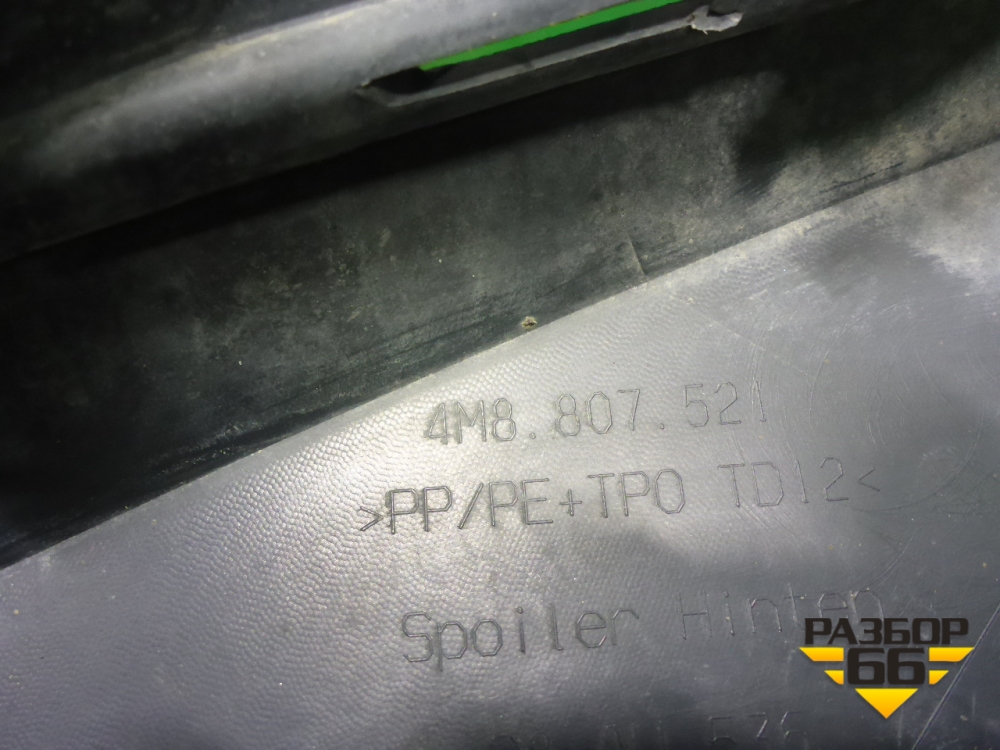 4M8.807.521
>PP/PE+TPO TD12<
Spoiler Hinten
РАЗБОР
66